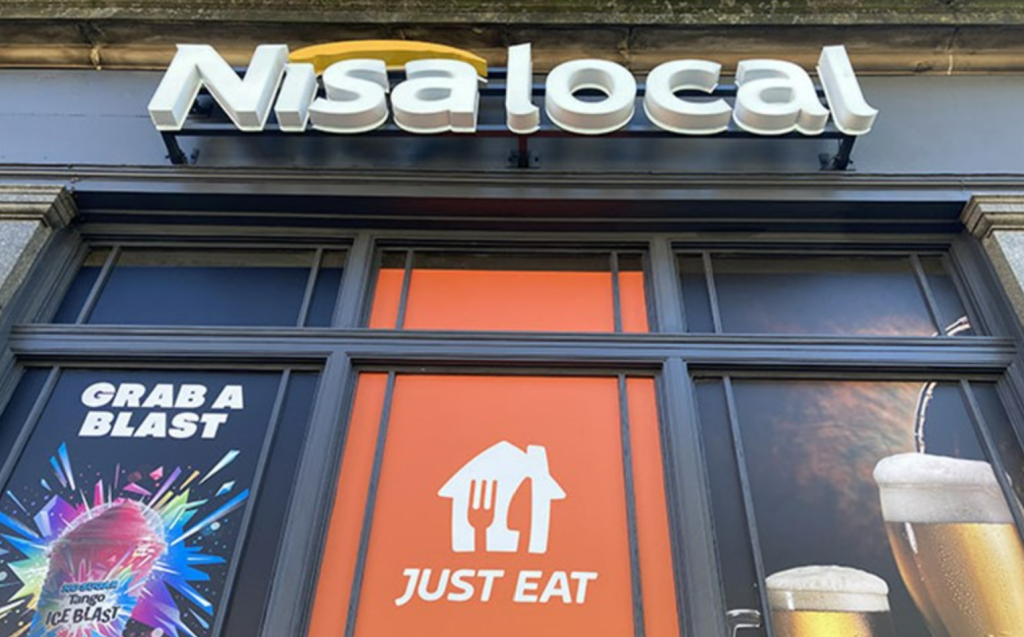 Nisalocal
GRAB A
BLAST
JUST EAT
Tango
ICE BLAST